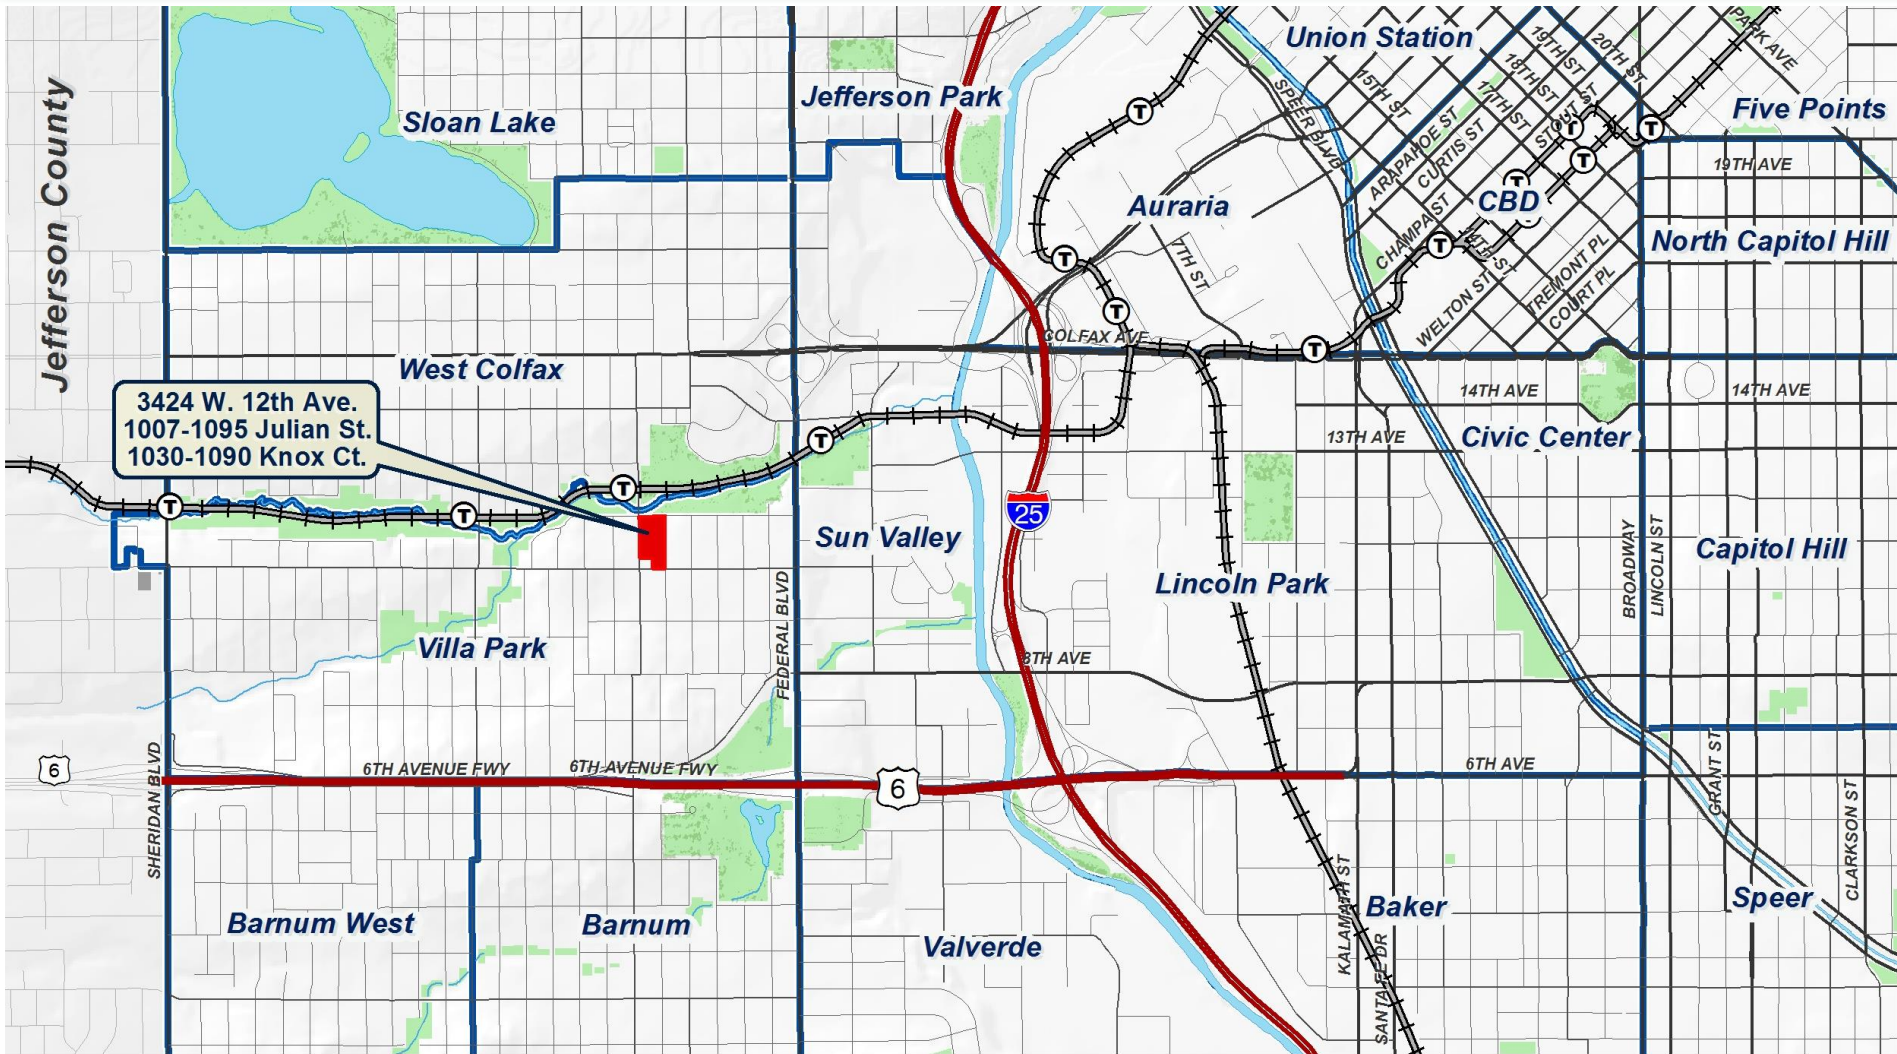 Union Station
PARK AVE
20TH ST
19TH ST
18TH ST
17TH ST
15TH ST
STOUT ST
SPEER BLVD
Jefferson County
Jefferson Park
Sloan Lake
Five Points
ARAPAHOE ST
CURTIS ST
19TH AVE
Auraria
CBD
CHAMPA ST
14TH ST
North Capitol Hill
7TH ST
TREMONT PL
COURT PL
WELTON ST
COLFAX AVE
West Colfax
14TH AVE
14TH AVE
3424 W. 12th Ave.
1007-1095 Julian St.
1030-1090 Knox Ct.
13TH AVE
Civic Center
T
T
T
T
T
T
T
T
T
T
T
T
T
25
Sun Valley
BROADWAY
LINCOLN ST
Capitol Hill
Lincoln Park
FEDERAL BLVD
Villa Park
8TH AVE
SHERIDAN BLVD
6
6TH AVENUE FWY
6TH AVENUE FWY
6
6TH AVE
GRANT ST
CLARKSON ST
KALAMATH ST
SANTA FE DR
Baker
Speer
Barnum West
Barnum
Valverde